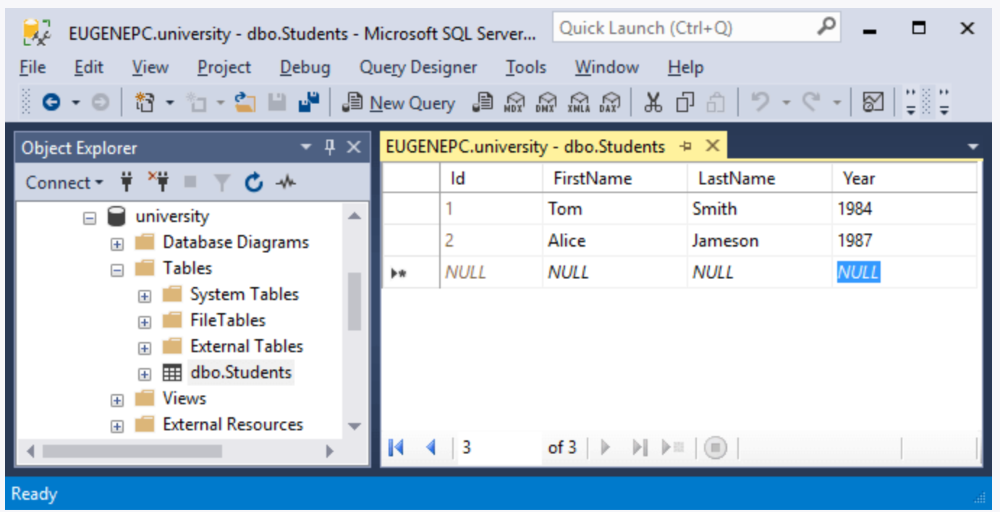 EUGENEPC.university - dbo.Students - Microsoft SQL Server...
Quick Launch (Ctrl+Q)
File Edit View Project Debug Query Designer Tools Window Help
New Query MDX DMX XMLA DAX
Object Explorer
Connect
university
Database Diagrams
Tables
System Tables
FileTables
External Tables
dbo.Students
Views
External Resources
EUGENEPC.university - dbo.Students
Id FirstName LastName Year
1 Tom Smith 1984
2 Alice Jameson 1987
NULL NULL NULL NULL
3 of 3
Ready